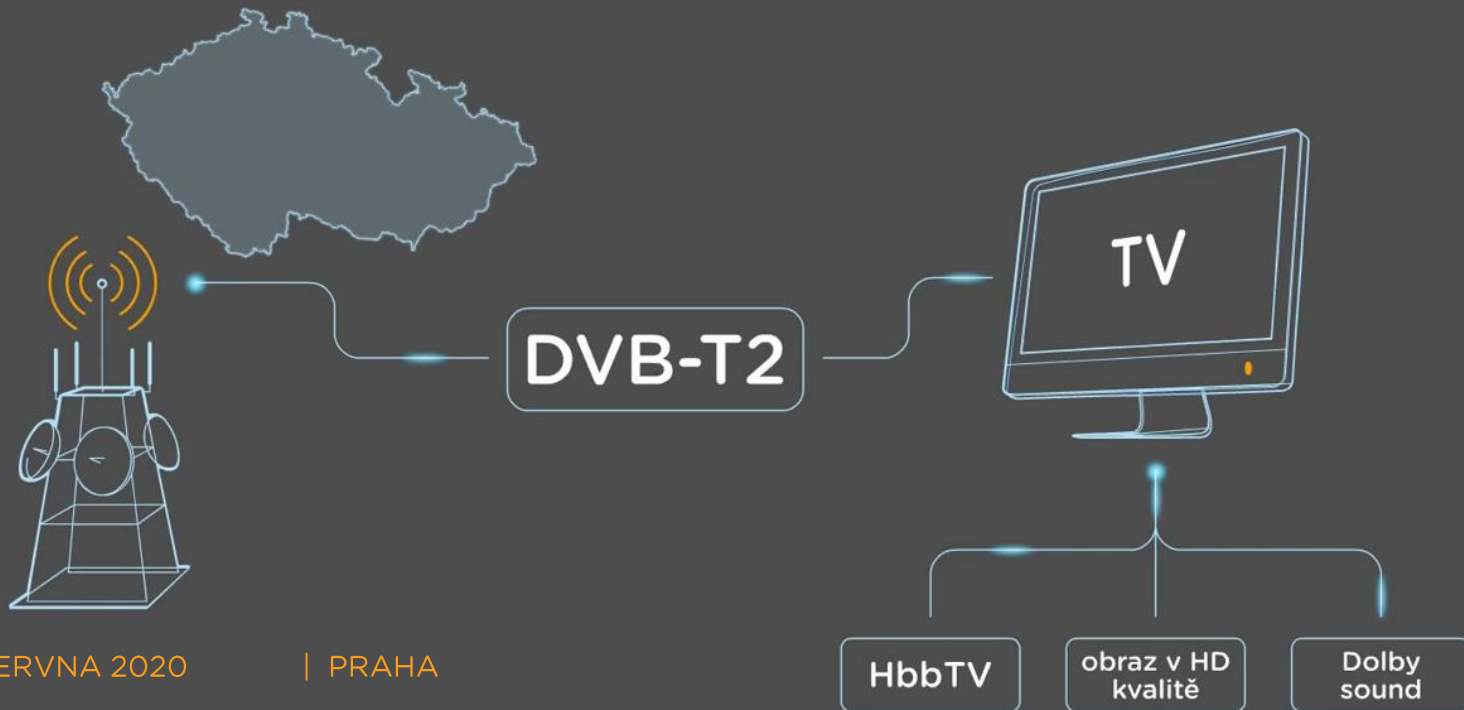 TV
DVB-T2
ERVNA 2020 | PRAHA
HbbTV
obraz v HD
kvalitě
Dolby
sound